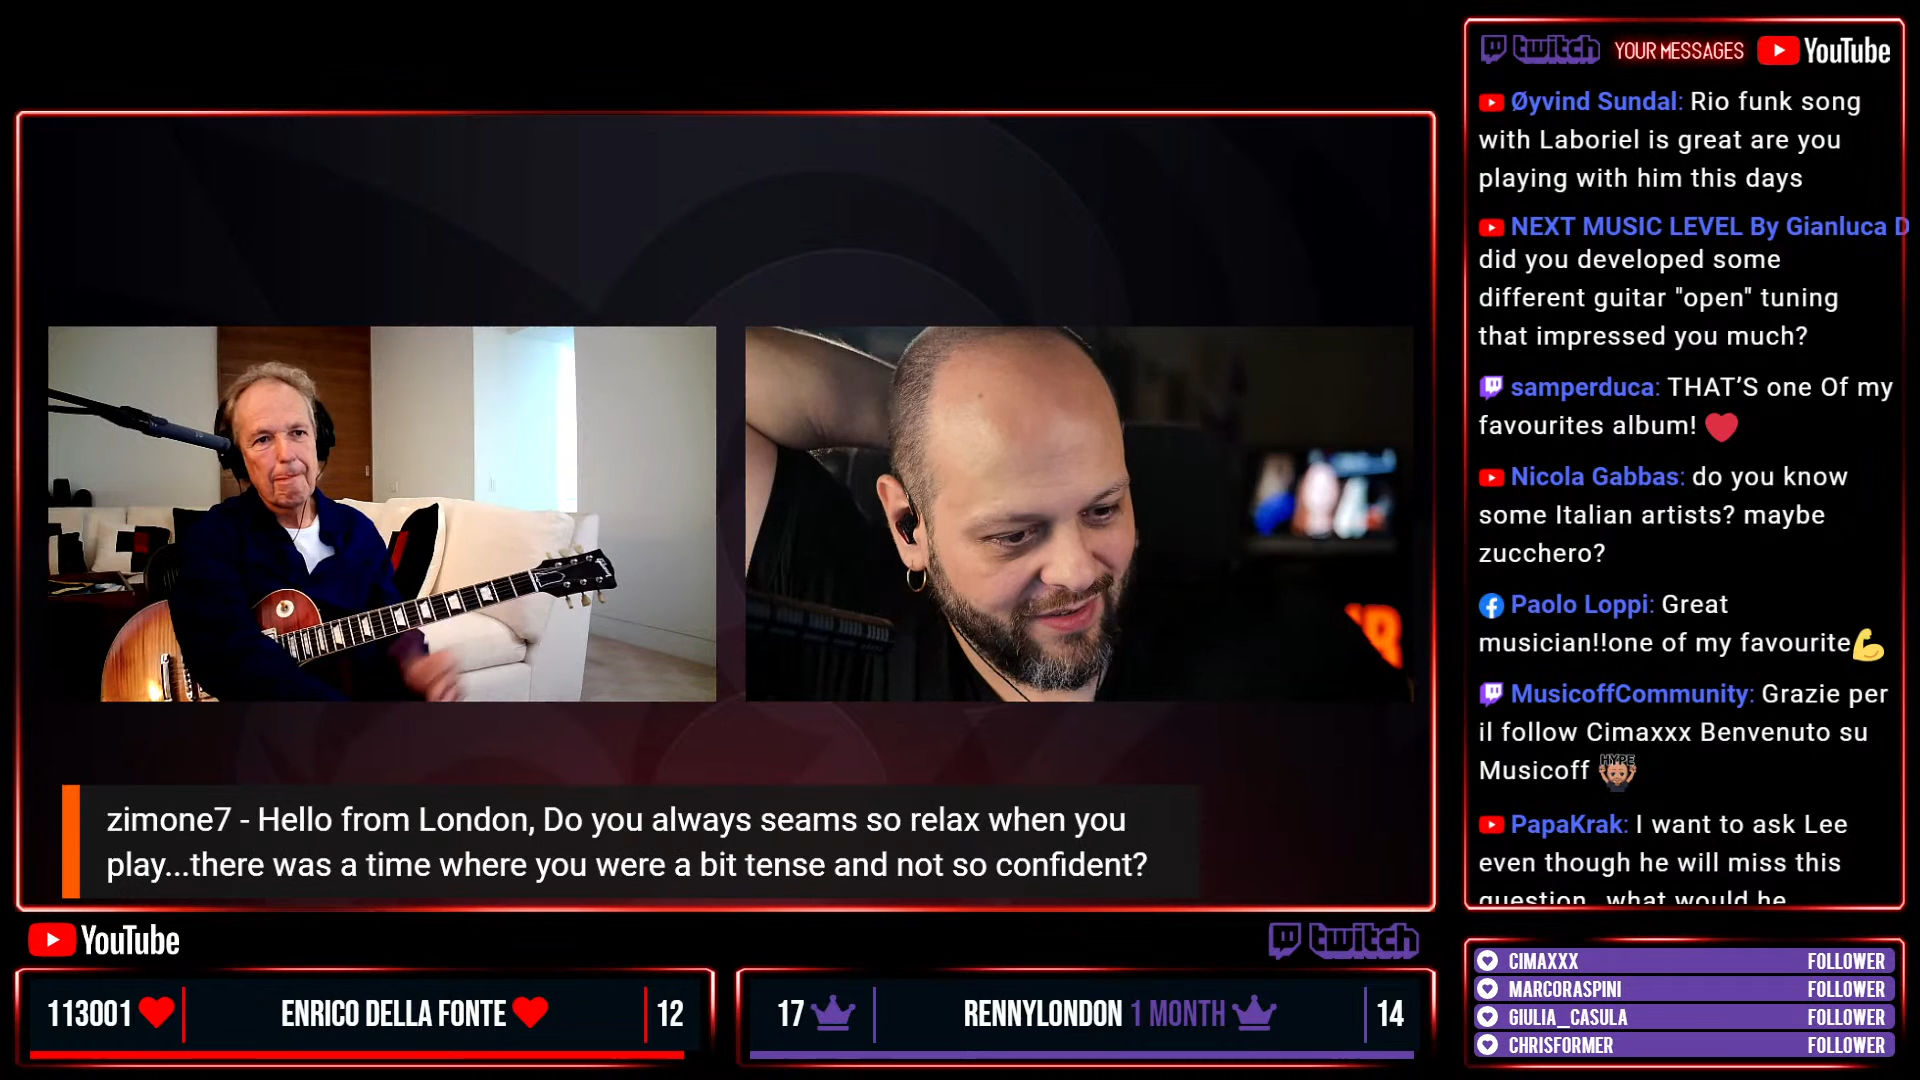 twitch YOUR MESSAGES YouTube
Øyvind Sundal: Rio funk song
with Laboriel is great are you
playing with him this days
NEXT MUSIC LEVEL By Gianluca D
did you developed some
different guitar "open" tuning
that impressed you much?
samperduca: THAT’S one Of my
favourites album!
Nicola Gabbas: do you know
some Italian artists? maybe
zucchero?
Paolo Loppi: Great
musician!!one of my favourite
MusicoffCommunity: Grazie per
il follow Cimaxxx Benvenuto su
Musicoff HYPE
PapaKrak: I want to ask Lee
even though he will miss this
question, what would he
Gibson
zimone7 - Hello from London, Do you always seams so relax when you
play...there was a time where you were a bit tense and not so confident?
YouTube
twitch
113001 ENRICO DELLA FONTE 12
17 RENNYLONDON 1 MONTH 14
CIMAXXX FOLLOWER
MARCORASPINI FOLLOWER
GIULIA_CASULA FOLLOWER
CHRISFORMER FOLLOWER